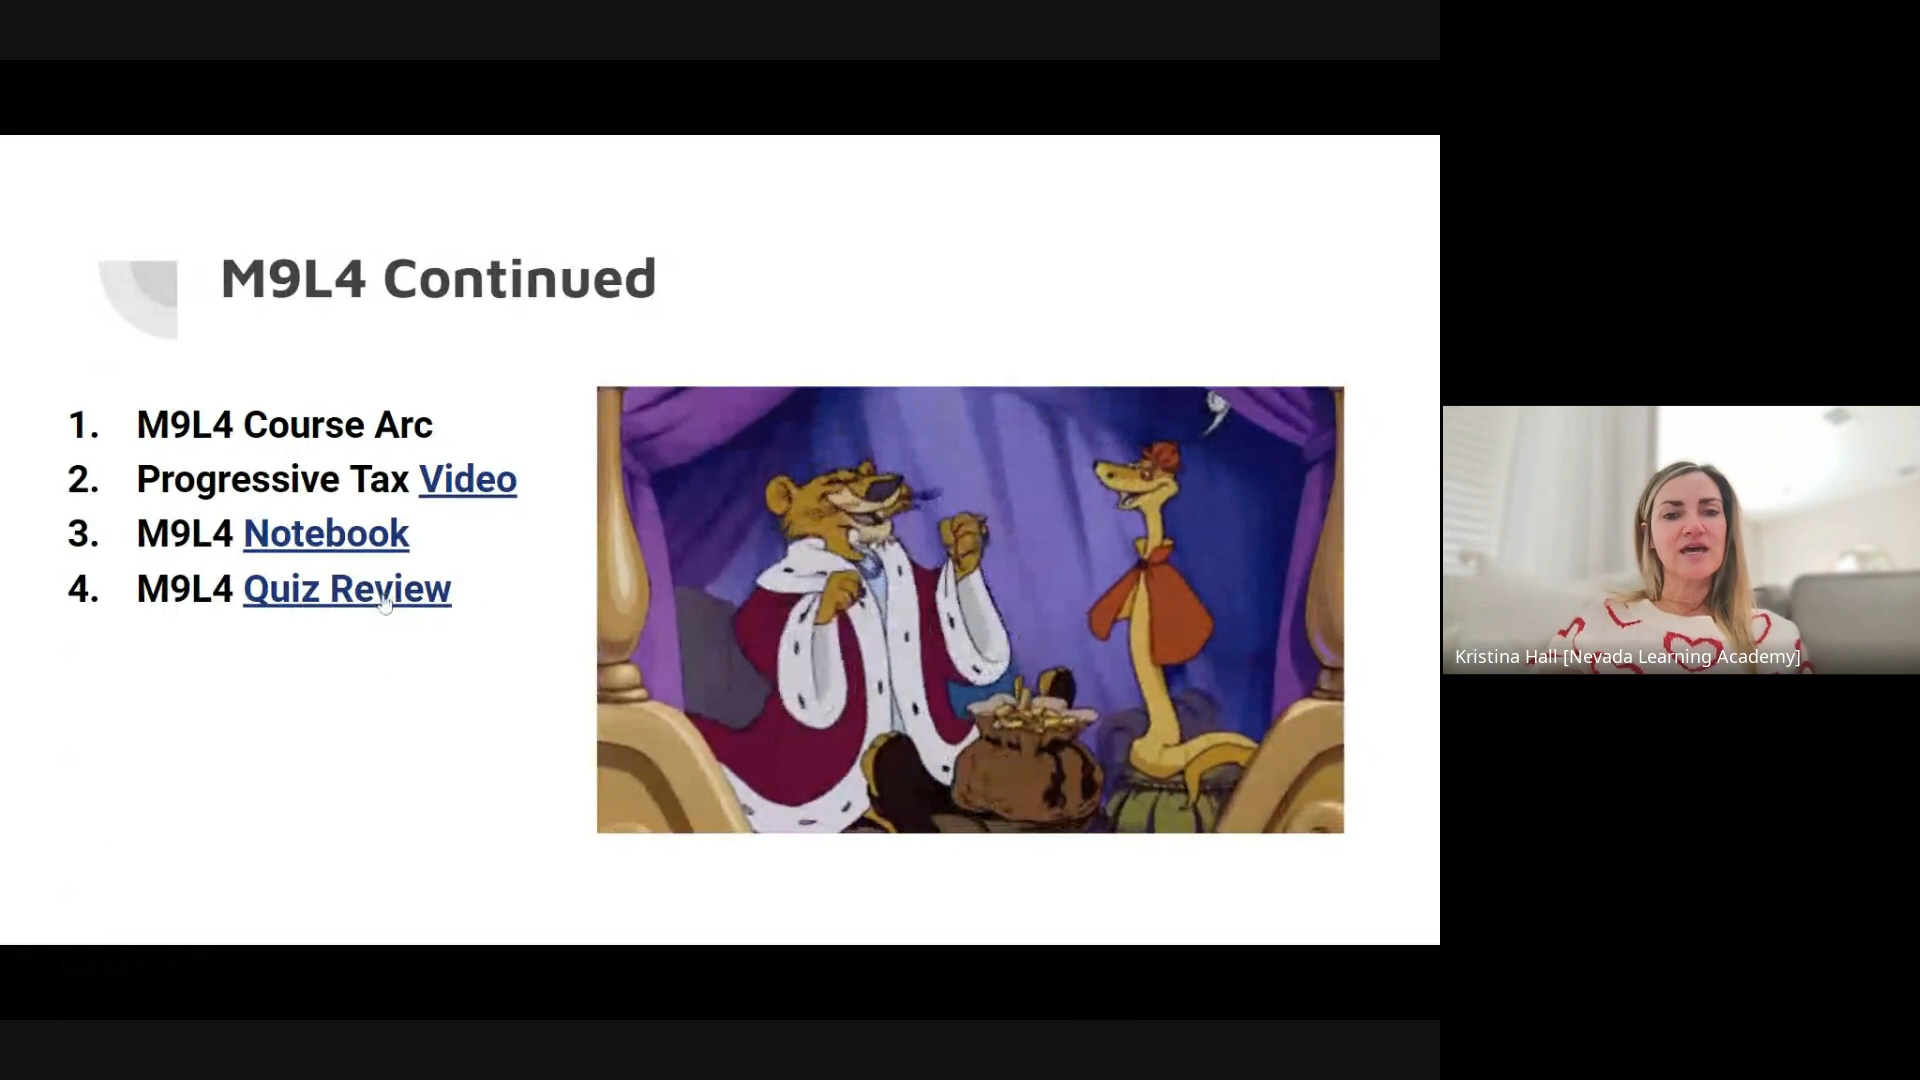 M9L4 Continued
1. M9L4 Course Arc
2. Progressive Tax Video
3. M9L4 Notebook
4. M9L4 Quiz Review
Kristina Hall [Nevada Learning Academy]